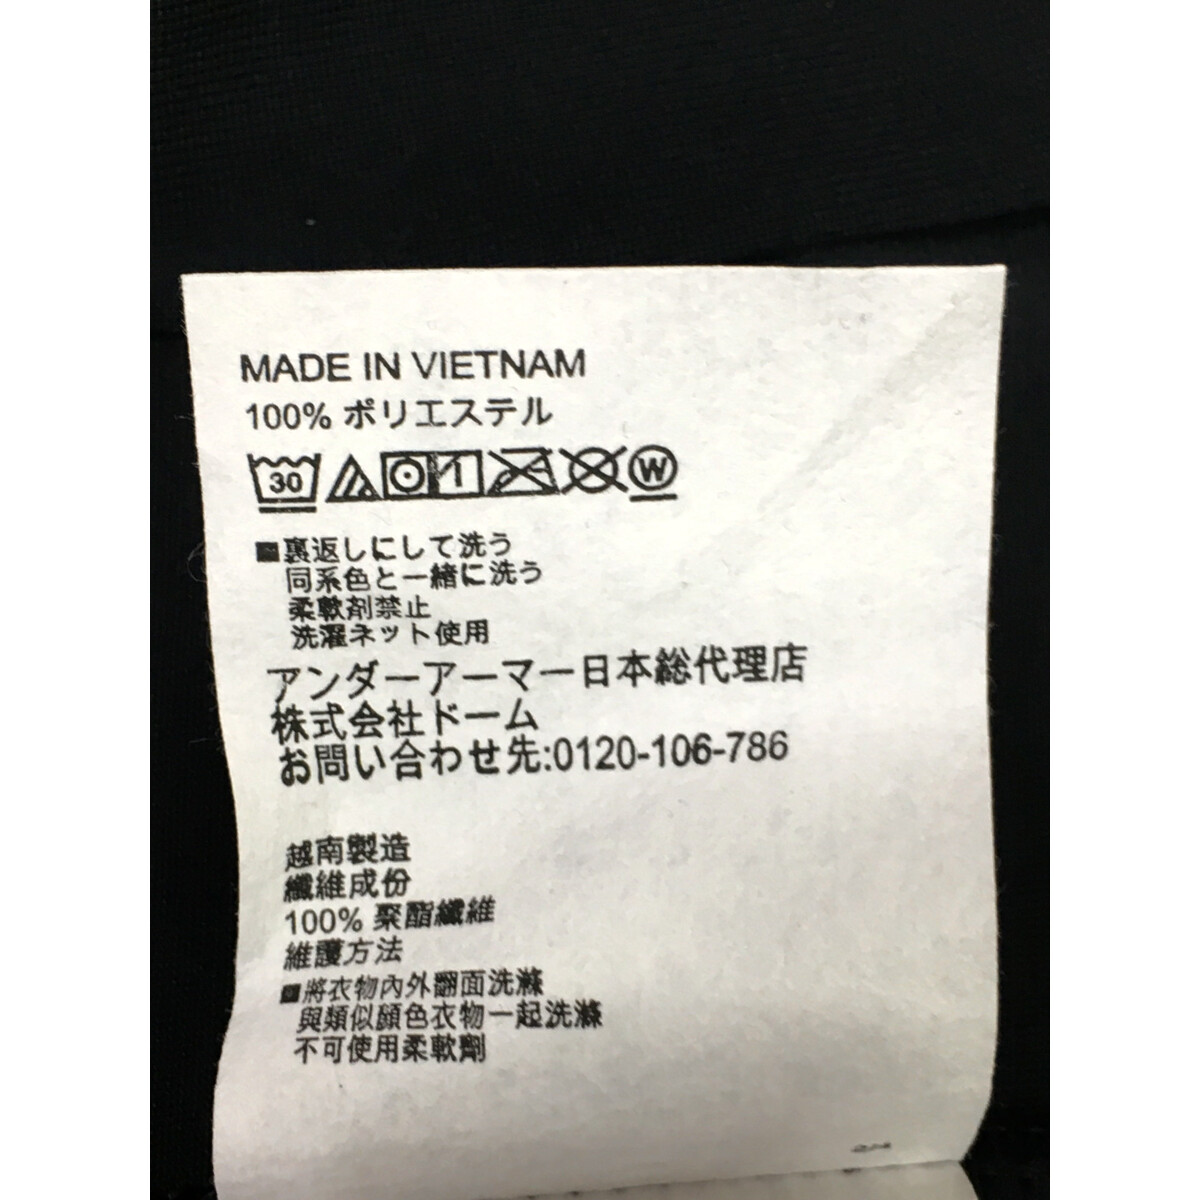 MADE IN VIETNAM
100% ポリエステル
30 W
■裏返しにして洗う
同系色と一緒に洗う
柔軟剤禁止
洗濯ネット使用
アンダーアーマー日本総代理店
株式会社ドーム
お問い合わせ先:0120-106-786
越南製造
纖維成份
100% 聚酯纖維
維護方法
■將衣物內外翻面洗滌
與類似顔色衣物一起洗滌
不可使用柔軟劑